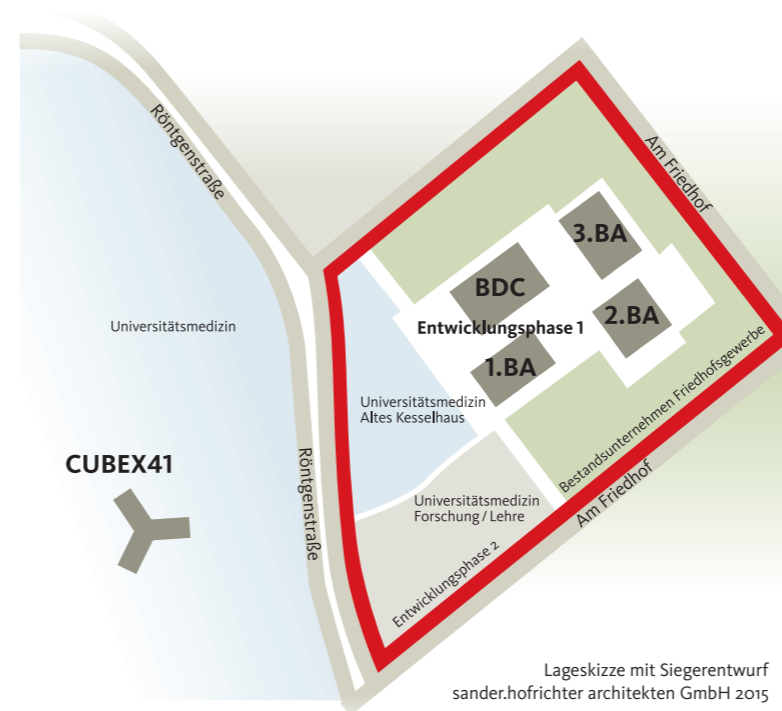 Röntgenstraße
Am Friedhof
3.BA
BDC
2.BA
Entwicklungsphase 1
Universitätsmedizin
1.BA
Universitätsmedizin
Altes Kesselhaus
Bestandsunternehmen Friedhofsgewerbe
CUBEX41
Röntgenstraße
Universitätsmedizin
Forschung / Lehre
Am Friedhof
Entwicklungsphase 2
Lageskizze mit Siegerentwurf
sander.hofrichter architekten GmbH 2015